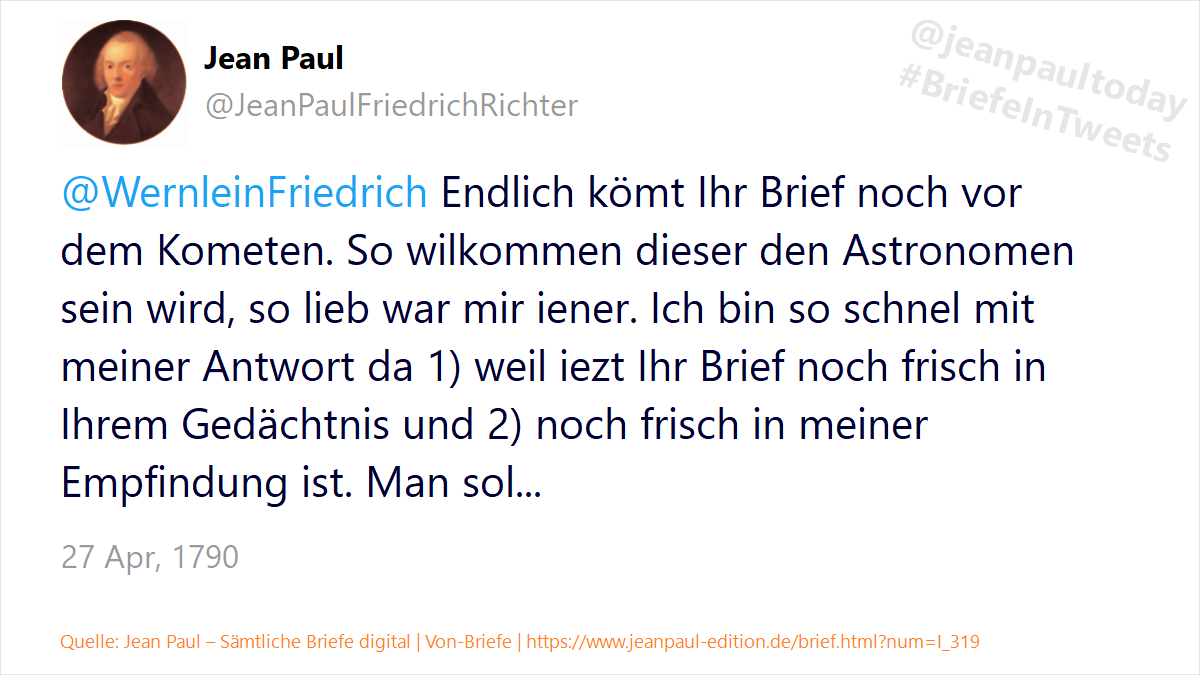 Jean Paul
@JeanPaulFriedrichRichter
@jeanpaultoday
#BriefeInTweets
@WernleinFriedrich Endlich kömt Ihr Brief noch vor
dem Kometen. So wilkommen dieser den Astronomen
sein wird, so lieb war mir iener. Ich bin so schnel mit
meiner Antwort da 1) weil iezt Ihr Brief noch frisch in
Ihrem Gedächtnis und 2) noch frisch in meiner
Empfindung ist. Man sol...
27 Apr, 1790
Quelle: Jean Paul – Sämtliche Briefe digital | Von-Briefe | https://www.jeanpaul-edition.de/brief.html?num=I_319